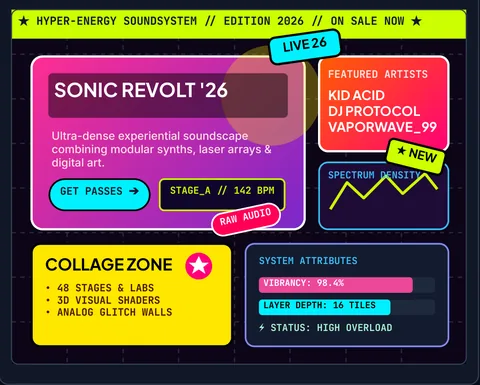 ★ HYPER-ENERGY SOUNDSYSTEM // EDITION 2026 // ON SALE NOW ★
LIVE 26
SONIC REVOLT '26
Ultra-dense experiential soundscape
combining modular synths, laser arrays &
digital art.
GET PASSES →
STAGE_A // 142 BPM
RAW AUDIO
FEATURED ARTISTS
KID ACID
DJ PROTOCOL
VAPORWAVE_99
★ NEW
SPECTRUM DENSITY
COLLAGE ZONE
• 48 STAGES & LABS
• 3D VISUAL SHADERS
• ANALOG GLITCH WALLS
SYSTEM ATTRIBUTES
VIBRANCY: 98.4%
LAYER DEPTH: 16 TILES
⚡ STATUS: HIGH OVERLOAD